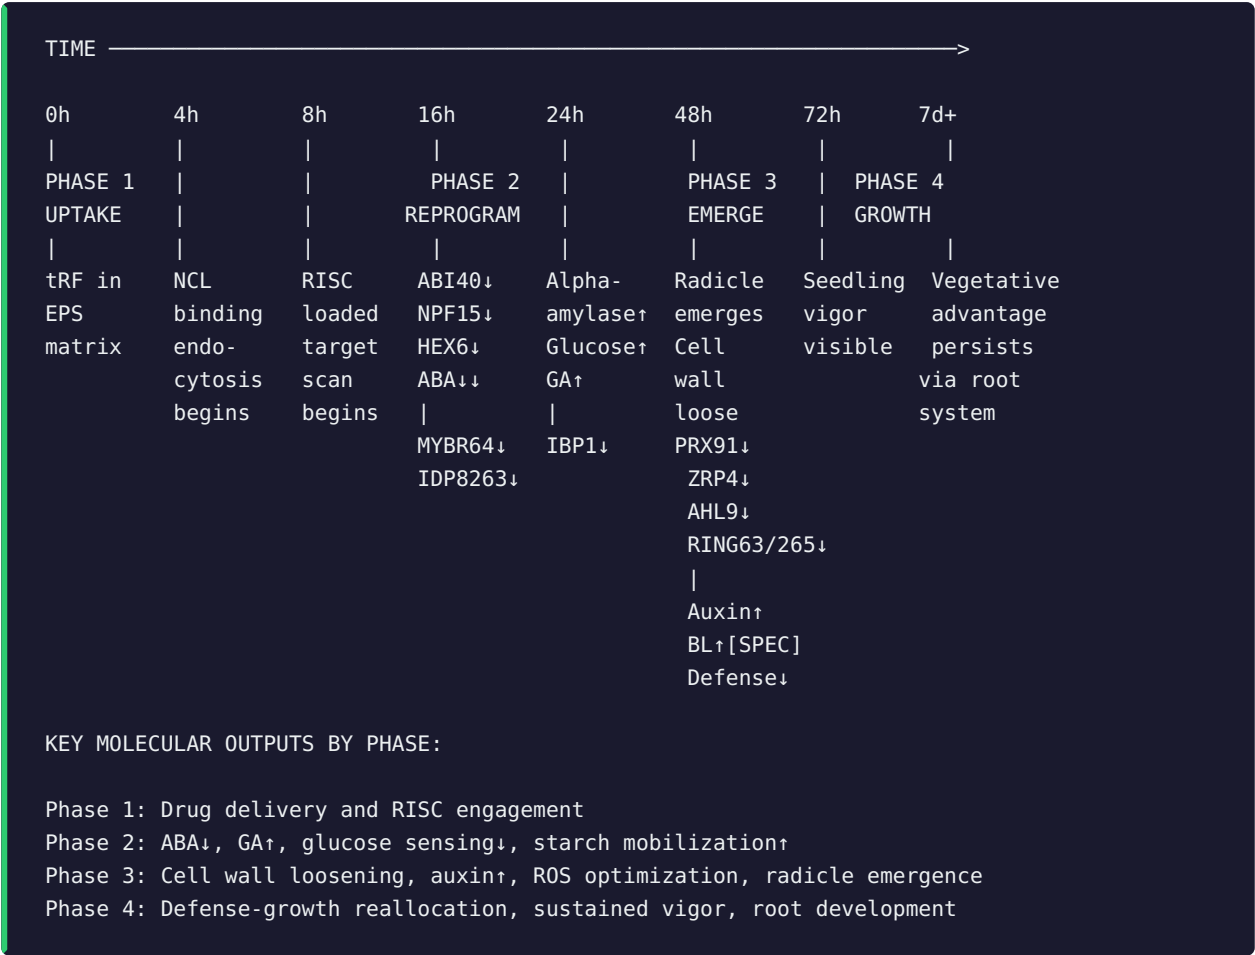 TIME ──────────────────────────────────────────────────────────────────>
0h        4h        8h       16h       24h       48h       72h      7d+
|         |         |         |         |         |         |         |
PHASE 1   |         |         PHASE 2   |         PHASE 3   |  PHASE 4
UPTAKE    |         |       REPROGRAM   |         EMERGE    |  GROWTH
|         |         |         |         |         |         |         |
tRF in    NCL       RISC     ABI40↓    Alpha-    Radicle   Seedling  Vegetative
EPS       binding   loaded   NPF15↓    amylase↑  emerges   vigor     advantage
matrix    endo-     target   HEX6↓     Glucose↑  Cell      visible   persists
          cytosis   scan     ABA↓↓     GA↑       wall               via root
          begins    begins   |         |         loose              system
                             MYBR64↓   IBP1↓     PRX91↓
                             IDP8263↓             ZRP4↓
                                                  AHL9↓
                                                  RING63/265↓
                                                  |
                                                  Auxin↑
                                                  BL↑[SPEC]
                                                  Defense↓
KEY MOLECULAR OUTPUTS BY PHASE:
Phase 1: Drug delivery and RISC engagement
Phase 2: ABA↓, GA↑, glucose sensing↓, starch mobilization↑
Phase 3: Cell wall loosening, auxin↑, ROS optimization, radicle emergence
Phase 4: Defense-growth reallocation, sustained vigor, root development